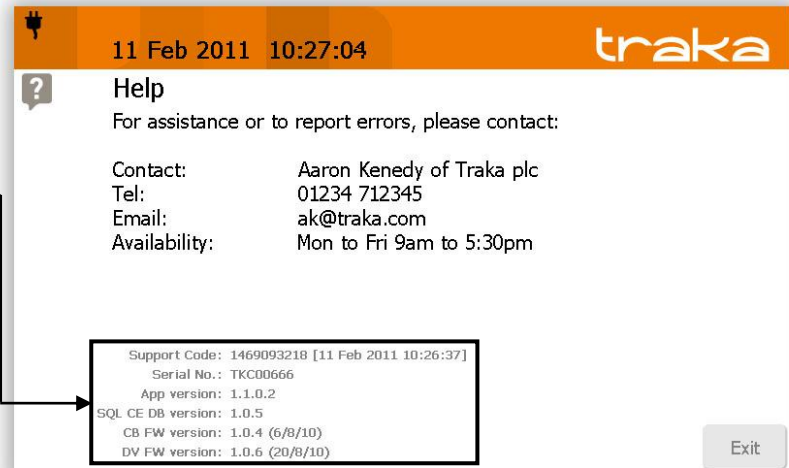 11 Feb 2011 10:27:04
traka
?
Help
For assistance or to report errors, please contact:
Contact: Aaron Kenedy of Traka plc
Tel: 01234 712345
Email: ak@traka.com
Availability: Mon to Fri 9am to 5:30pm
Support Code: 1469093218 [11 Feb 2011 10:26:37]
Serial No.: TKC00666
App version: 1.1.0.2
SQL CE DB version: 1.0.5
CB FW version: 1.0.4 (6/8/10)
DV FW version: 1.0.6 (20/8/10)
Exit